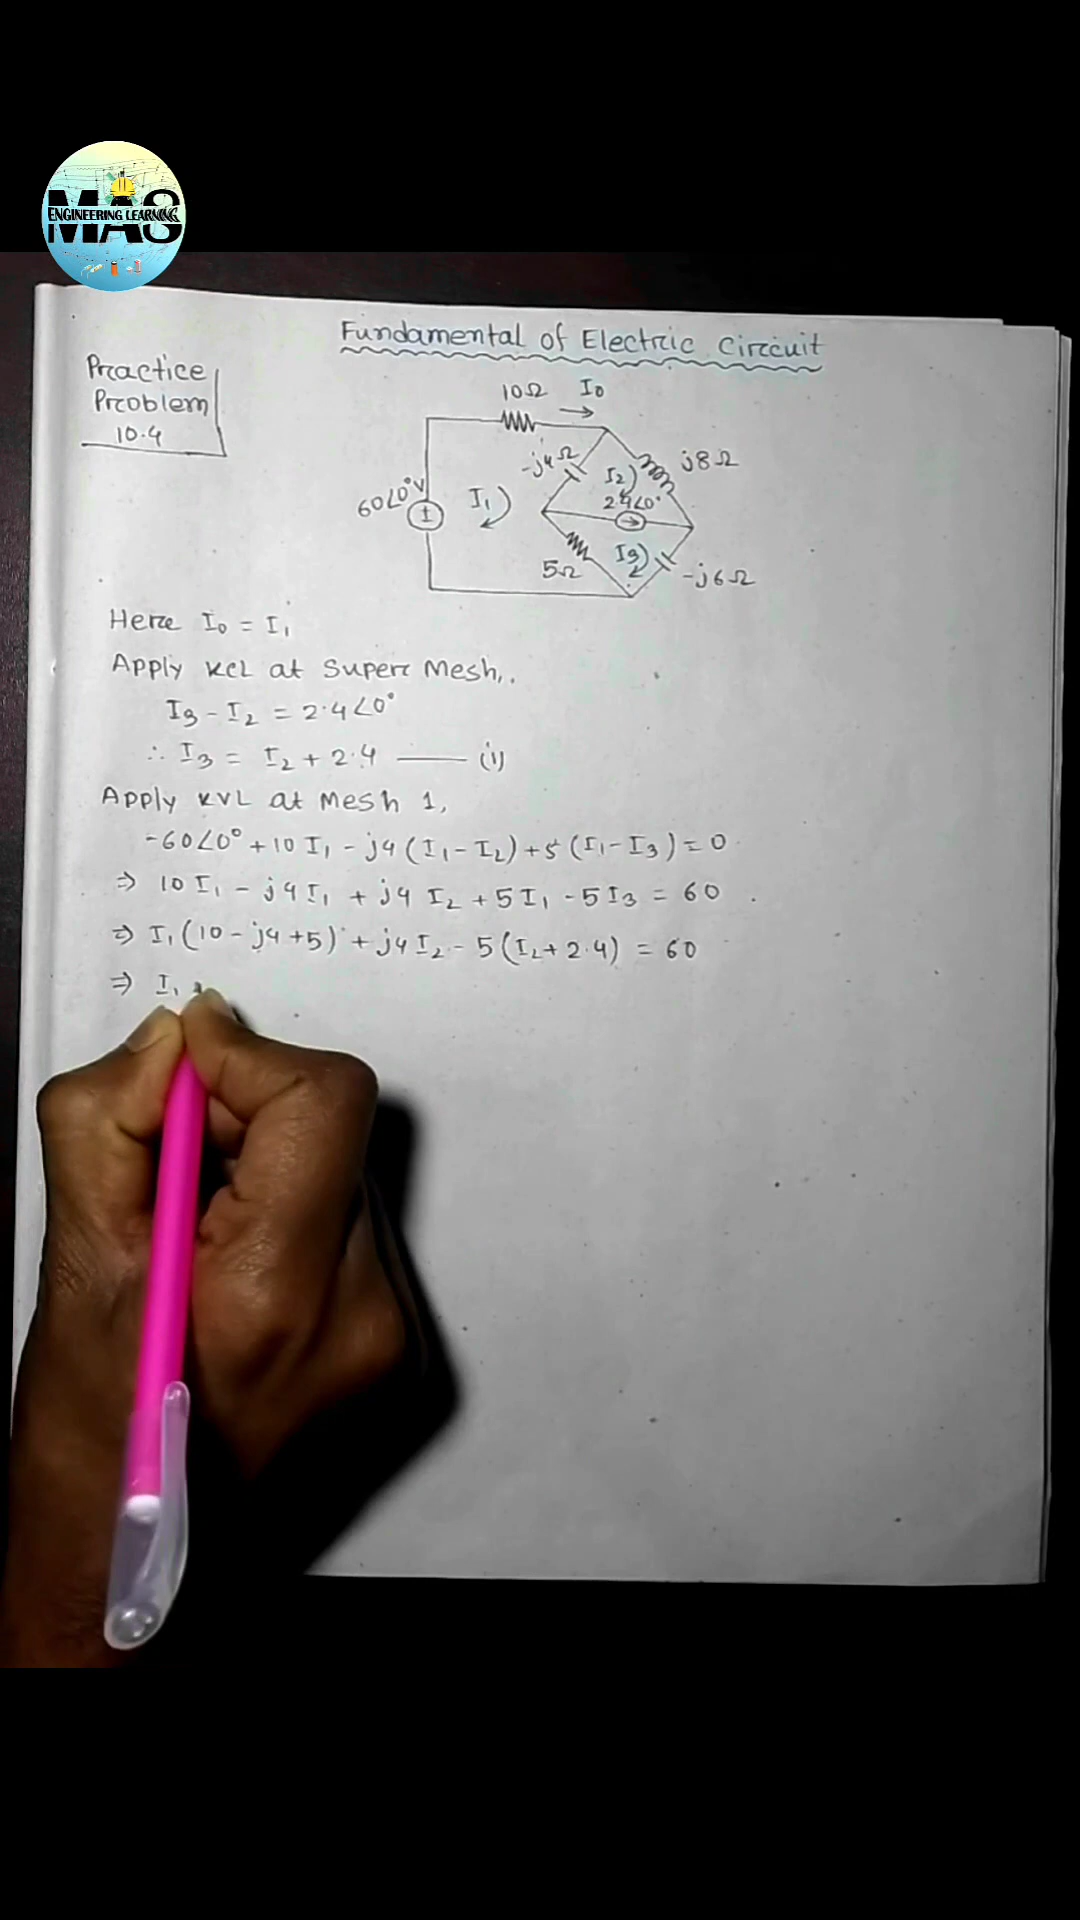 MAS
ENGINEERING LEARNING
Fundamental of Electric Circuit
Practice
Problem
10.4
10Ω I₀
-j4Ω
j8Ω
I₂
60∠0°V
I₁
2.4∠0°
I₃
5Ω
-j6Ω
Here I₀ = I₁
Apply KCL at Super Mesh,.
I₃ - I₂ = 2.4∠0°
∴ I₃ = I₂ + 2.4 —— (i)
Apply KVL at Mesh 1,
-60∠0° + 10 I₁ - j4 (I₁ - I₂) + 5 (I₁ - I₃) = 0
⇒ 10 I₁ - j4 I₁ + j4 I₂ + 5 I₁ - 5 I₃ = 60
⇒ I₁ (10 - j4 + 5) + j4 I₂ - 5 (I₂ + 2.4) = 60
⇒ I₁